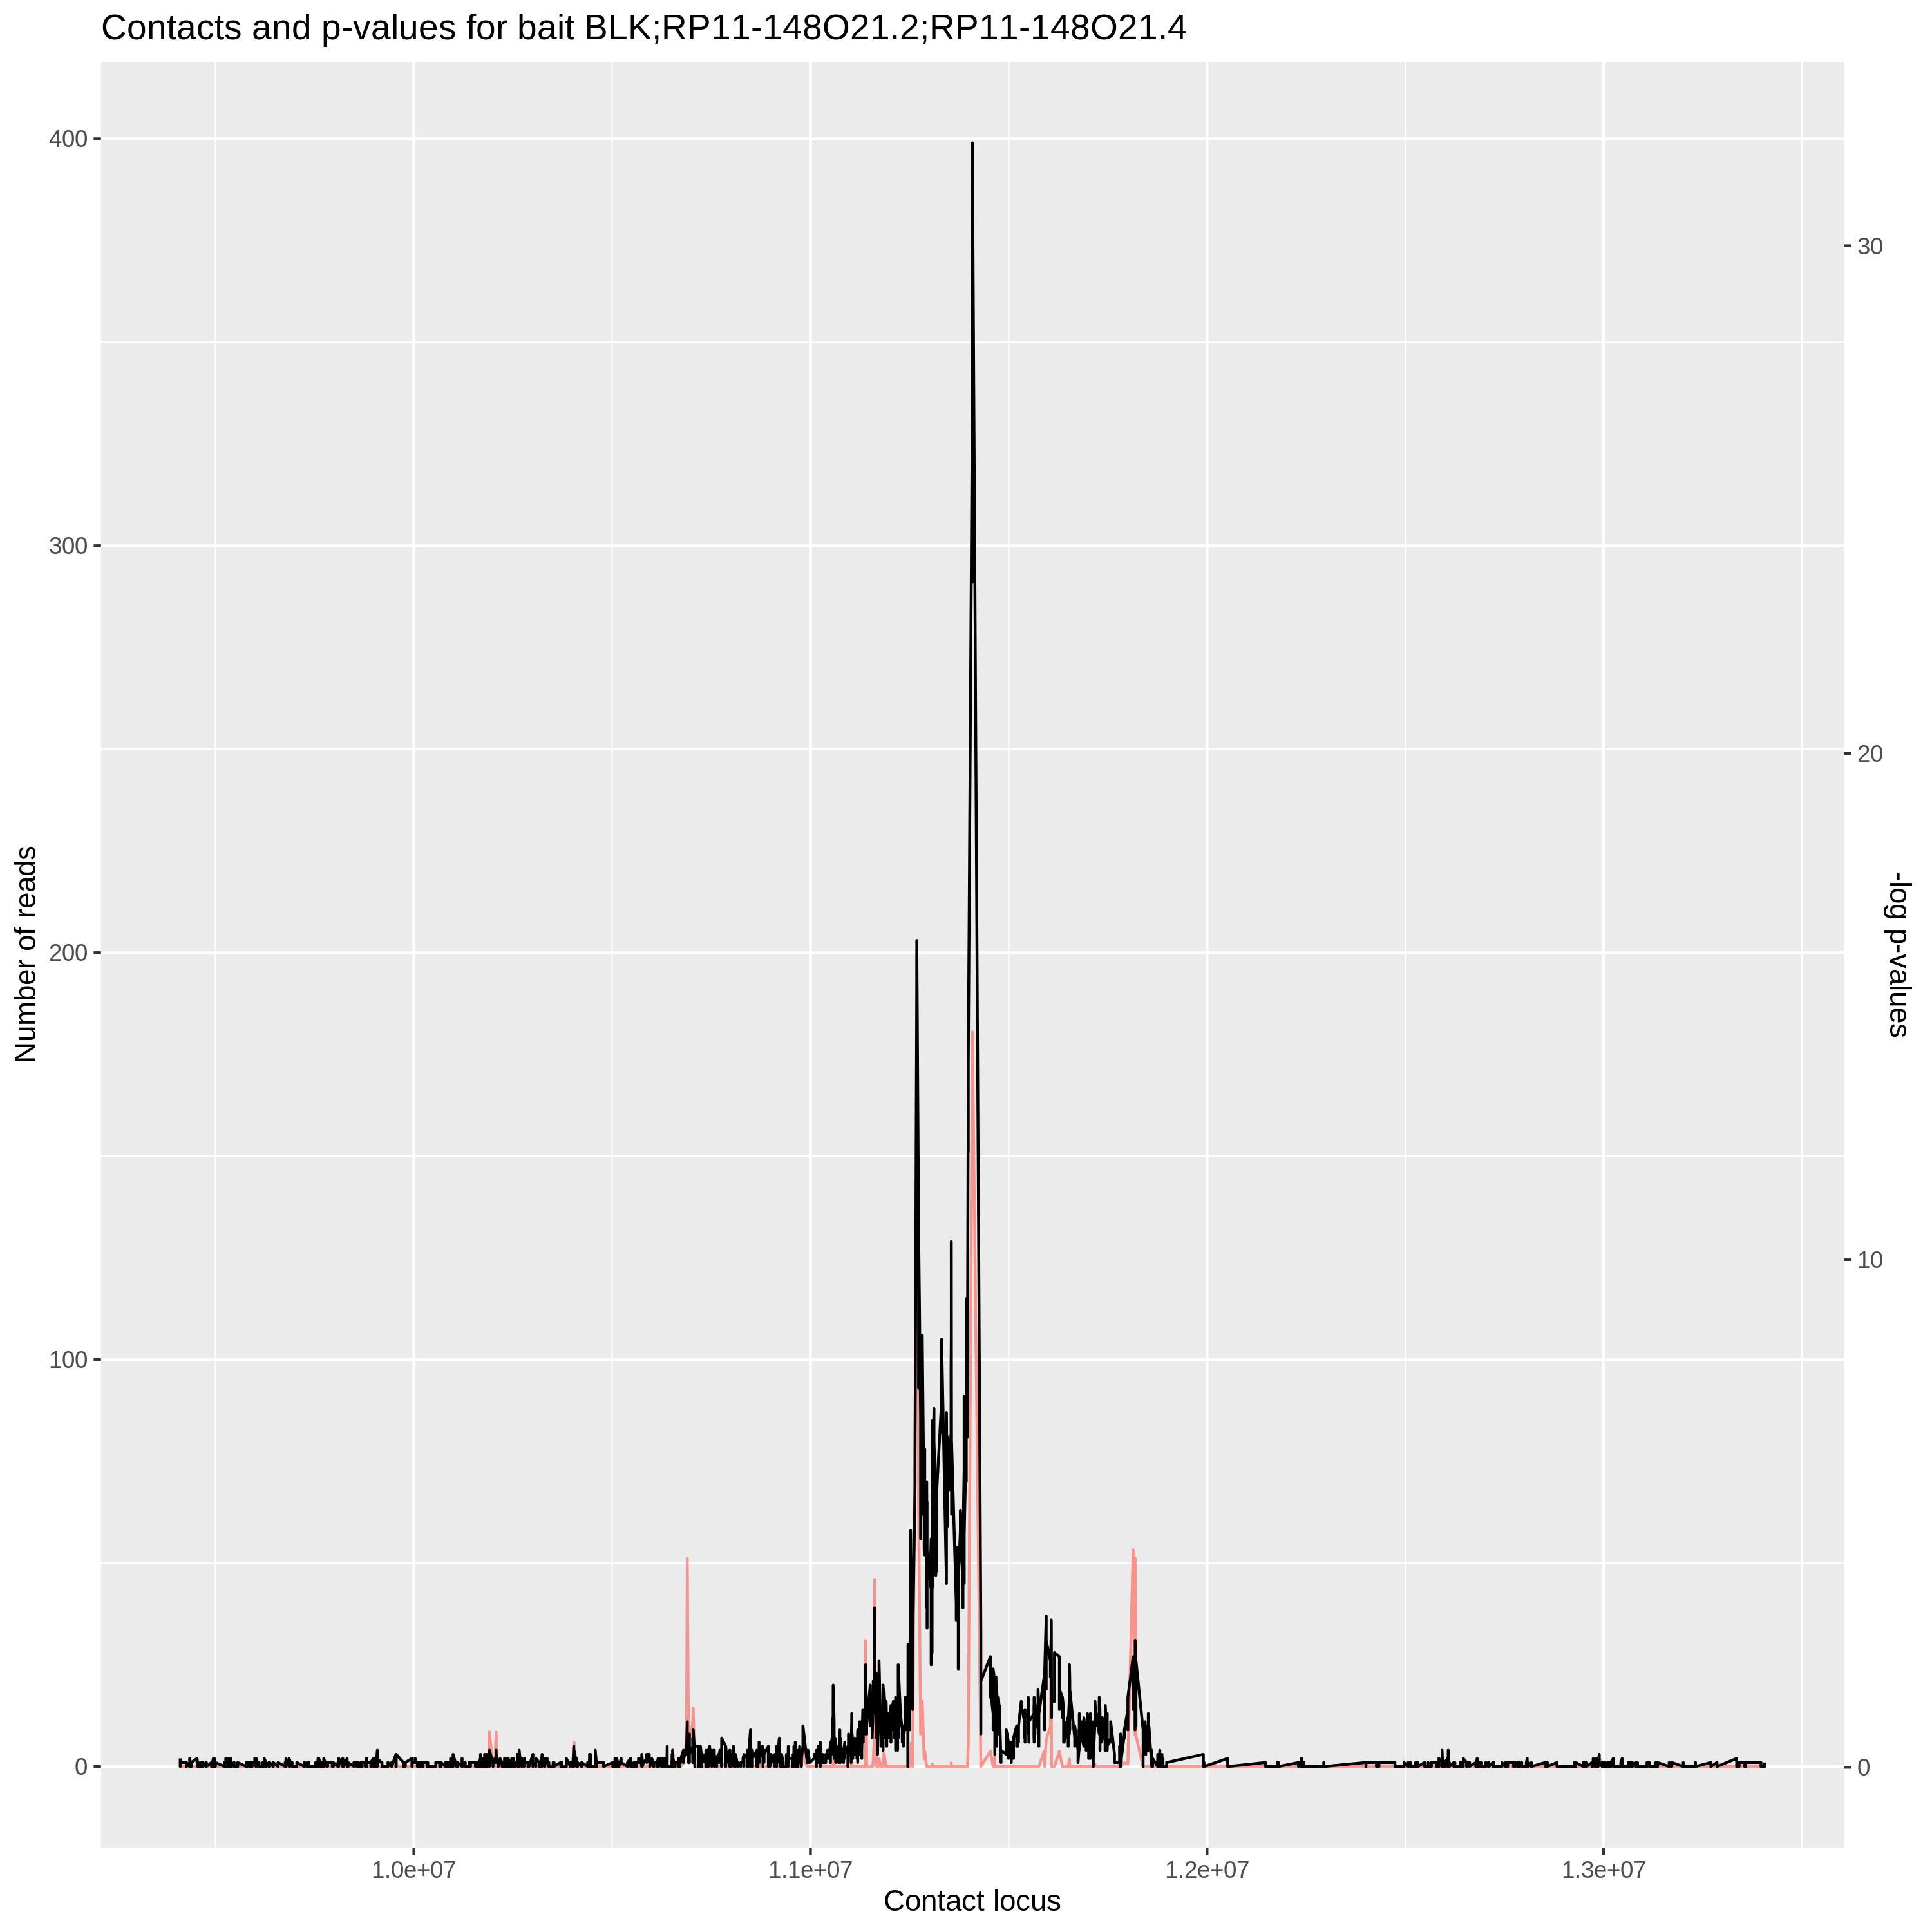 Contacts and p-values for bait BLK;RP11-148O21.2;RP11-148O21.4
400
300
200
100
0
Number of reads
30
20
10
0
-log p-values
1.0e+07
1.1e+07
1.2e+07
1.3e+07
Contact locus